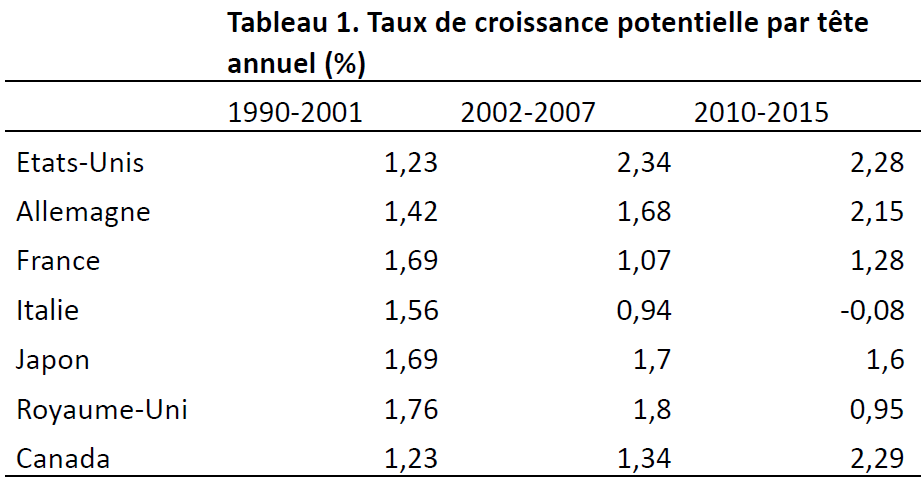 Tableau 1. Taux de croissance potentielle par tête
annuel (%)
1990-2001 2002-2007 2010-2015
Etats-Unis 1,23 2,34 2,28
Allemagne 1,42 1,68 2,15
France 1,69 1,07 1,28
Italie 1,56 0,94 -0,08
Japon 1,69 1,7 1,6
Royaume-Uni 1,76 1,8 0,95
Canada 1,23 1,34 2,29